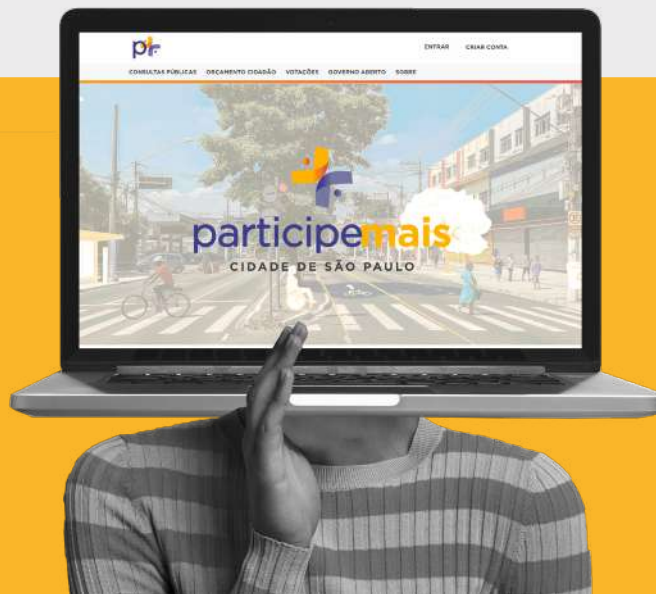 p+
ENTRAR CRIAR CONTA
CONSULTAS PÚBLICAS ORÇAMENTO CIDADÃO VOTAÇÕES GOVERNO ABERTO SOBRE
participemais
CIDADE DE SÃO PAULO